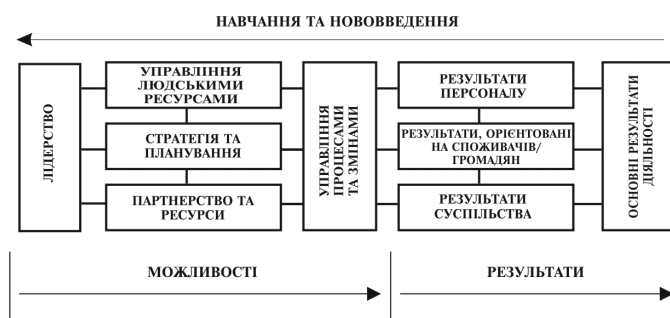 НАВЧАННЯ ТА НОВОВВЕДЕННЯ
ЛІДЕРСТВО
УПРАВЛІННЯ
ЛЮДСЬКИМИ
РЕСУРСАМИ
СТРАТЕГІЯ ТА
ПЛАНУВАННЯ
ПАРТНЕРСТВО ТА
РЕСУРСИ
УПРАВЛІННЯ
ПРОЦЕСАМИ
ТА ЗМІНАМИ
РЕЗУЛЬТАТИ
ПЕРСОНАЛУ
РЕЗУЛЬТАТИ, ОРІЄНТОВАНІ
НА СПОЖИВАЧІВ/
ГРОМАДЯН
РЕЗУЛЬТАТИ
СУСПІЛЬСТВА
ОСНОВНІ РЕЗУЛЬТАТИ
ДІЯЛЬНОСТІ
МОЖЛИВОСТІ
РЕЗУЛЬТАТИ